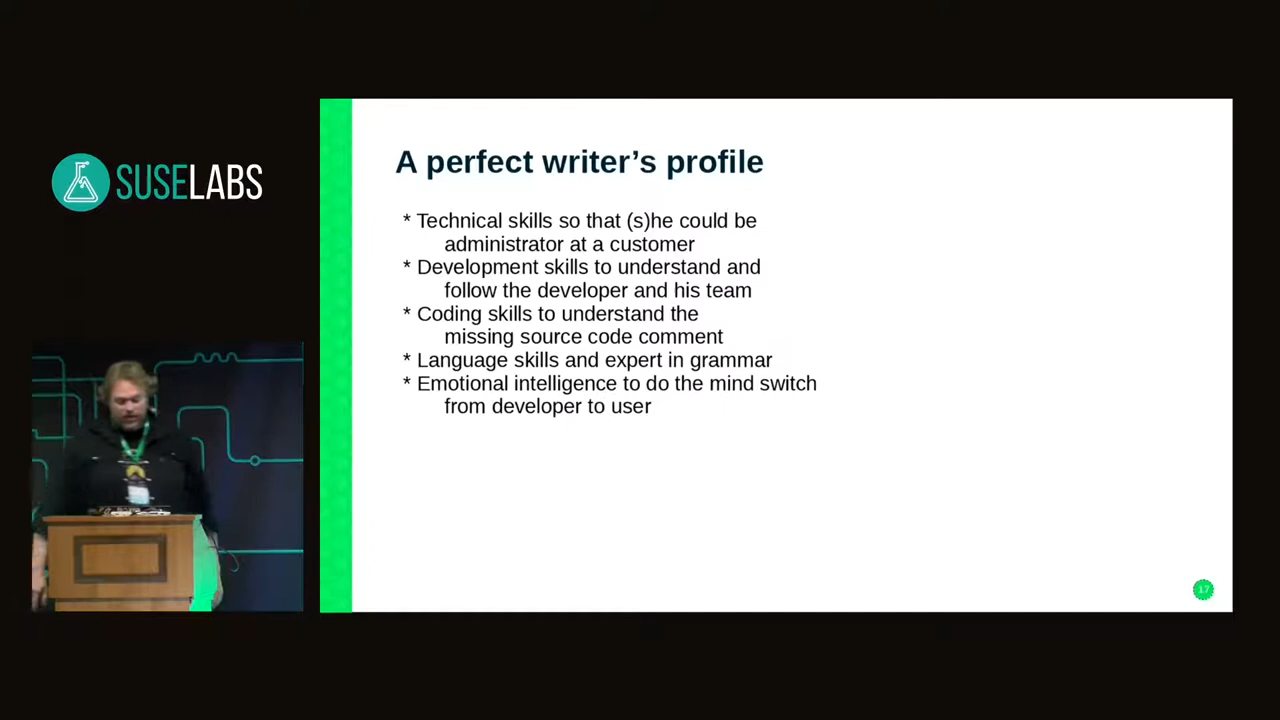 SUSELABS
A perfect writer’s profile
* Technical skills so that (s)he could be
administrator at a customer
* Development skills to understand and
follow the developer and his team
* Coding skills to understand the
missing source code comment
* Language skills and expert in grammar
* Emotional intelligence to do the mind switch
from developer to user
17